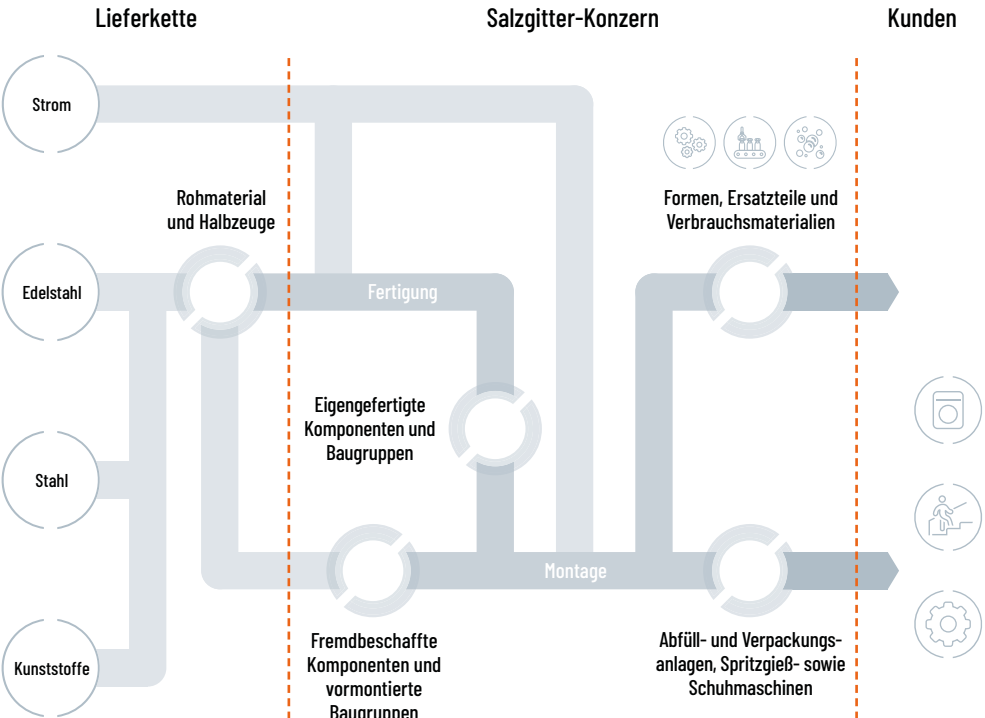 Lieferkette
Salzgitter-Konzern
Kunden
Strom
Rohmaterial
und Halbzeuge
Formen, Ersatzteile und
Verbrauchsmaterialien
Edelstahl
Fertigung
Eigengefertigte
Komponenten und
Baugruppen
Stahl
Montage
Fremdbeschaffte
Komponenten und
vormontierte
Baugruppen
Abfüll- und Verpackungs-
anlagen, Spritzgieß- sowie
Schuhmaschinen
Kunststoffe